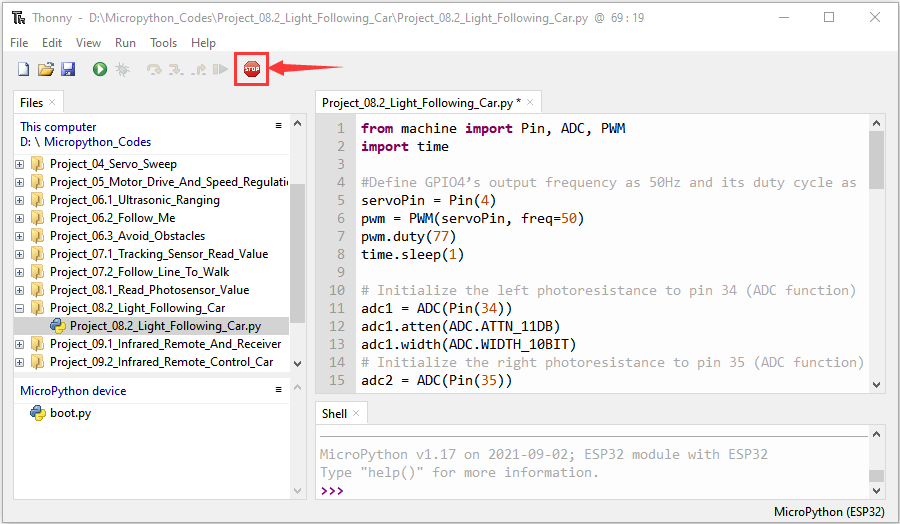 Thonny - D:\Micropython_Codes\Project_08.2_Light_Following_Car\Project_08.2_Light_Following_Car.py @ 69 : 19
File Edit View Run Tools Help
STOP
Files
This computer
D: \ Micropython_Codes
Project_04_Servo_Sweep
Project_05_Motor_Drive_And_Speed_Regulati
Project_06.1_Ultrasonic_Ranging
Project_06.2_Follow_Me
Project_06.3_Avoid_Obstacles
Project_07.1_Tracking_Sensor_Read_Value
Project_07.2_Follow_Line_To_Walk
Project_08.1_Read_Photosensor_Value
Project_08.2_Light_Following_Car
Project_08.2_Light_Following_Car.py
Project_09.1_Infrared_Remote_And_Receiver
Project_09.2_Infrared_Remote_Control_Car
MicroPython device
boot.py
Project_08.2_Light_Following_Car.py *
1 from machine import Pin, ADC, PWM
2 import time
3
4 #Define GPIO4’s output frequency as 50Hz and its duty cycle as
5 servoPin = Pin(4)
6 pwm = PWM(servoPin, freq=50)
7 pwm.duty(77)
8 time.sleep(1)
9
10 # Initialize the left photoresistance to pin 34 (ADC function)
11 adc1 = ADC(Pin(34))
12 adc1.atten(ADC.ATTN_11DB)
13 adc1.width(ADC.WIDTH_10BIT)
14 # Initialize the right photoresistance to pin 35 (ADC function)
15 adc2 = ADC(Pin(35))
Shell
MicroPython v1.17 on 2021-09-02; ESP32 module with ESP32
Type "help()" for more information.
>>>
MicroPython (ESP32)